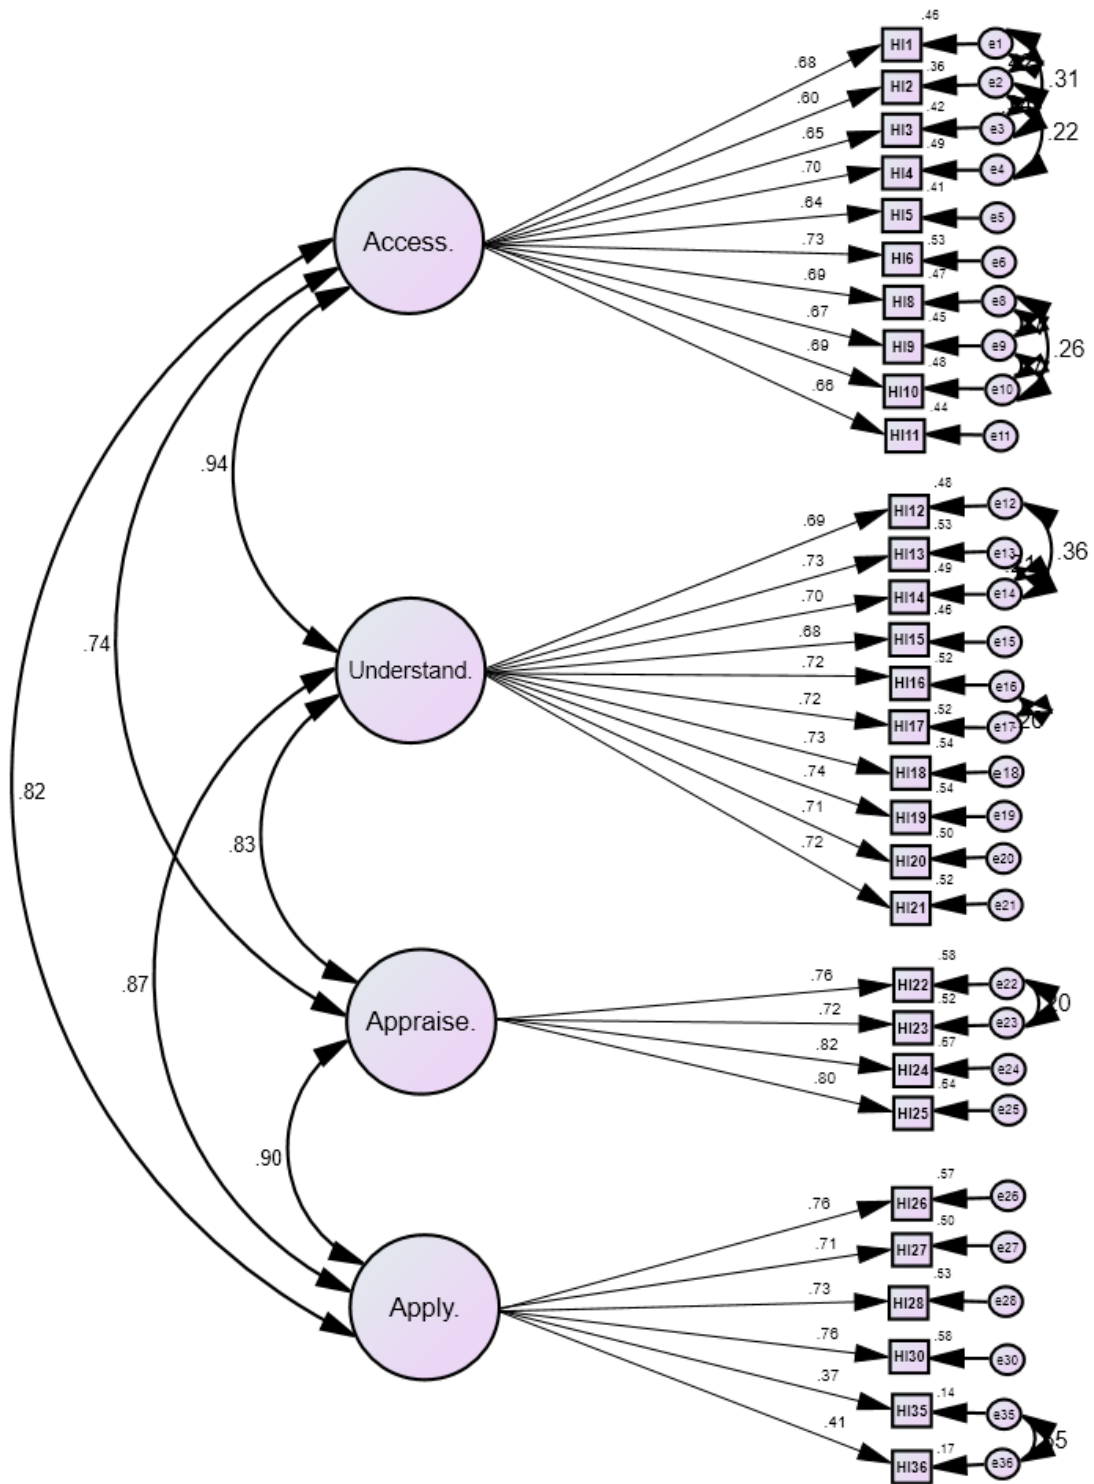 .46
.68 HI1 e1
.36
.60 HI2 e2 .31
.42
.65 HI3 e3
.49 .22
.70 HI4 e4
.41
.64 HI5 e5
Access.
.73 .53
HI6 e6
.47
.69 HI8 e8
.45
.67 HI9 e9 .26
.48
.69 HI10 e10
.44
.66 HI11 e11
.94
.48
.69 HI12 e12
.53
.73 HI13 e13 .36
.49
.70 HI14 e14
.46
.68 HI15 e15
.52
.72 HI16 e16
Understand.
.74
.52
.72 HI17 e17
.54
.73 HI18 e18
.54
.74 HI19 e19
.50
.71 HI20 e20
.52
.72 HI21 e21
.82
.83
.87
.58
.76 HI22 e22
.52
.72 HI23 e23
Appraise.
.67
.82 HI24 e24
.64
.80 HI25 e25
.90
.57
.76 HI26 e26
.50
.71 HI27 e27
.53
.73 HI28 e28
Apply.
.58
.76 HI30 e30
.14
.37 HI35 e35
.17
.41 HI36 e36